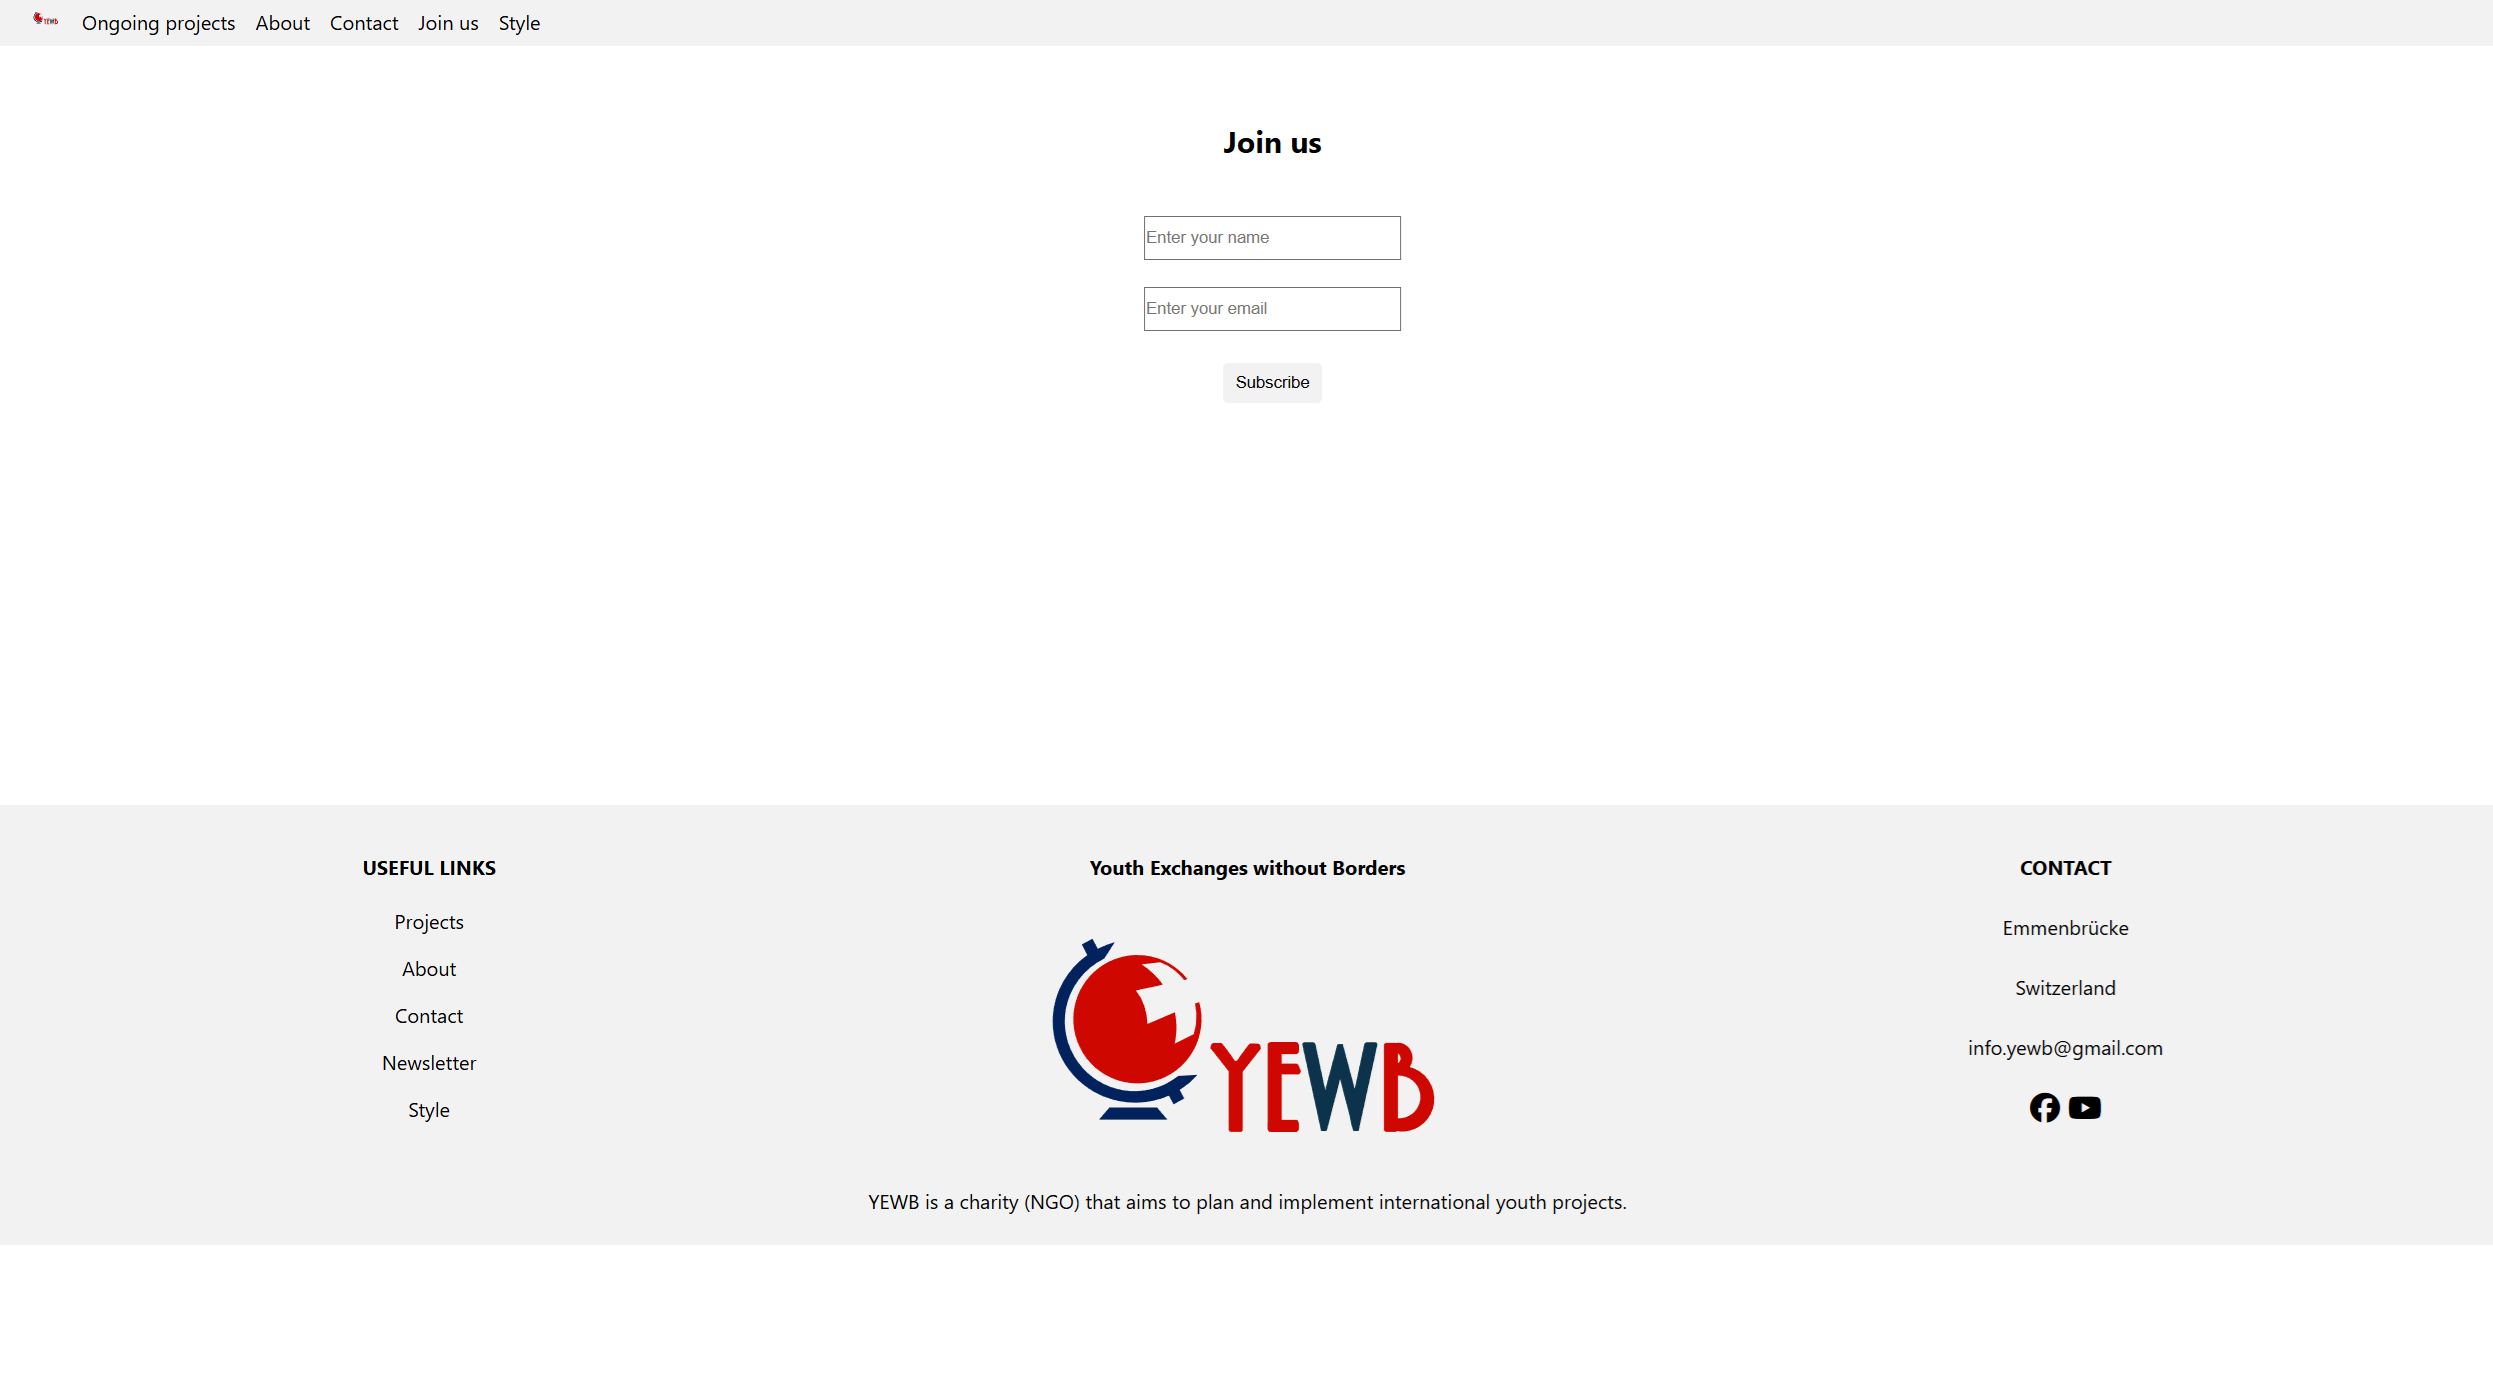 YEWB
Ongoing projects
About
Contact
Join us
Style
Join us
Enter your name
Enter your email
Subscribe
USEFUL LINKS
Projects
About
Contact
Newsletter
Style
Youth Exchanges without Borders
YEWB
YEWB is a charity (NGO) that aims to plan and implement international youth projects.
CONTACT
Emmenbrücke
Switzerland
info.yewb@gmail.com